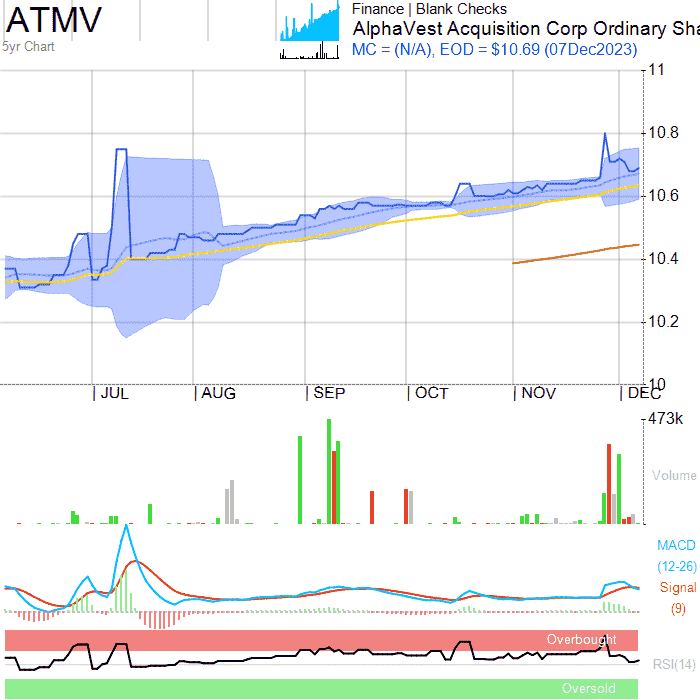 ATMV
5yr Chart
Finance | Blank Checks
AlphaVest Acquisition Corp Ordinary Sha
MC = (N/A), EOD = $10.69 (07Dec2023)
11
10.8
10.6
10.4
10.2
10
JUL AUG SEP OCT NOV DEC
473k
Volume
MACD
(12-26)
Signal
(9)
Overbought
RSI(14)
Oversold